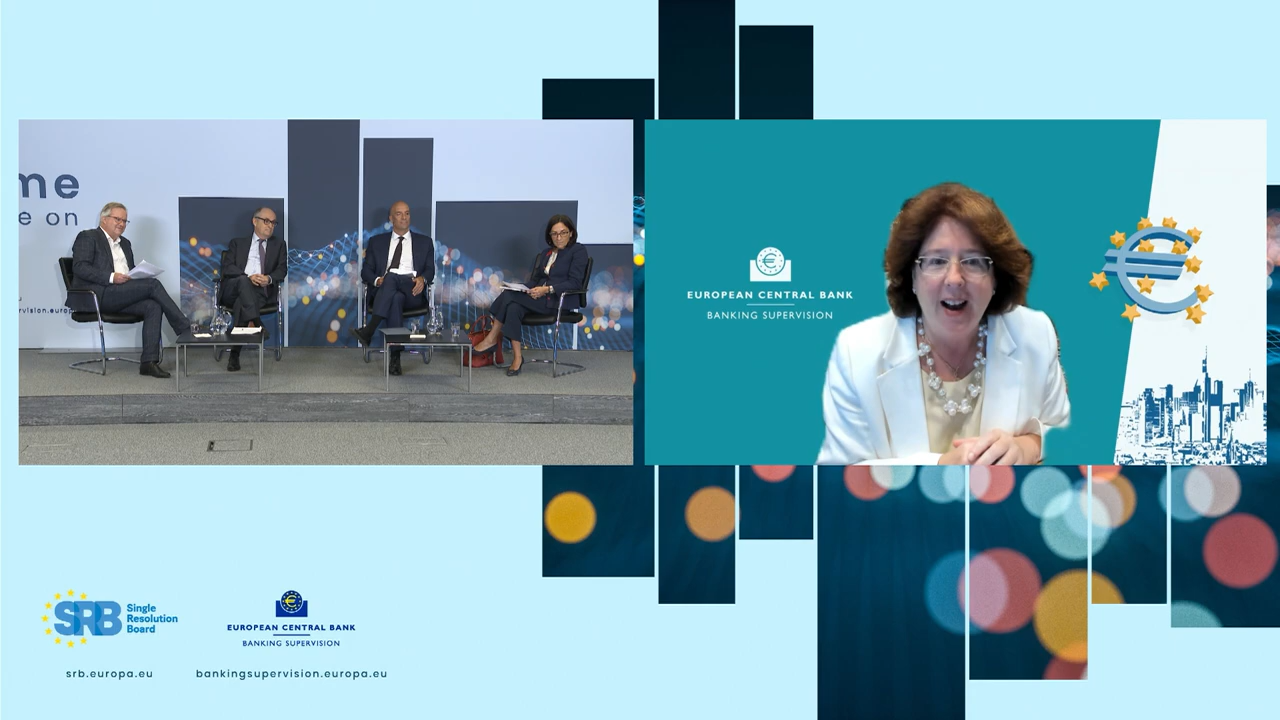 me
e on
rvision.europ
EUROPEAN CENTRAL BANK
BANKING SUPERVISION
SRB
Single
Resolution
Board
EUROPEAN CENTRAL BANK
BANKING SUPERVISION
srb.europa.eu
bankingsupervision.europa.eu